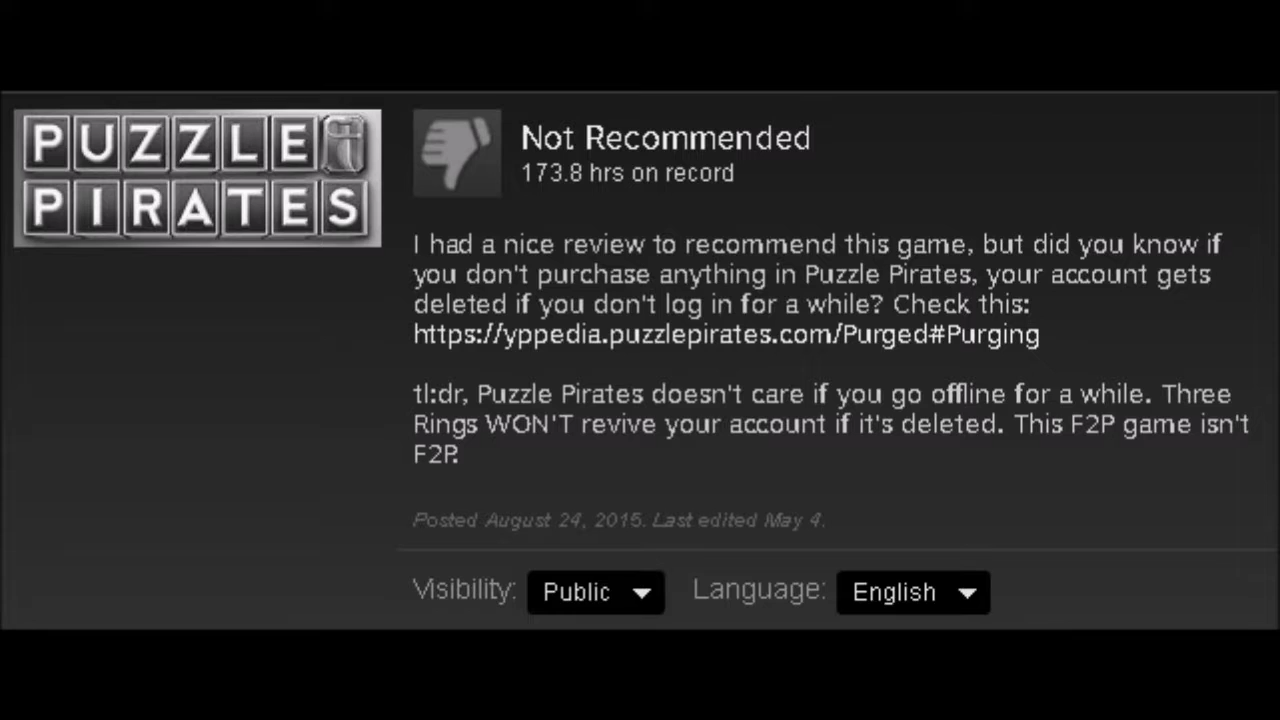 PUZZLE
PIRATES
Not Recommended
173.8 hrs on record
I had a nice review to recommend this game, but did you know if
you don't purchase anything in Puzzle Pirates, your account gets
deleted if you don't log in for a while? Check this:
https://yppedia.puzzlepirates.com/Purged#Purging
tl:dr, Puzzle Pirates doesn't care if you go offline for a while. Three
Rings WON'T revive your account if it's deleted. This F2P game isn't
F2P.
Posted August 24, 2015. Last edited May 4.
Visibility: Public Language: English